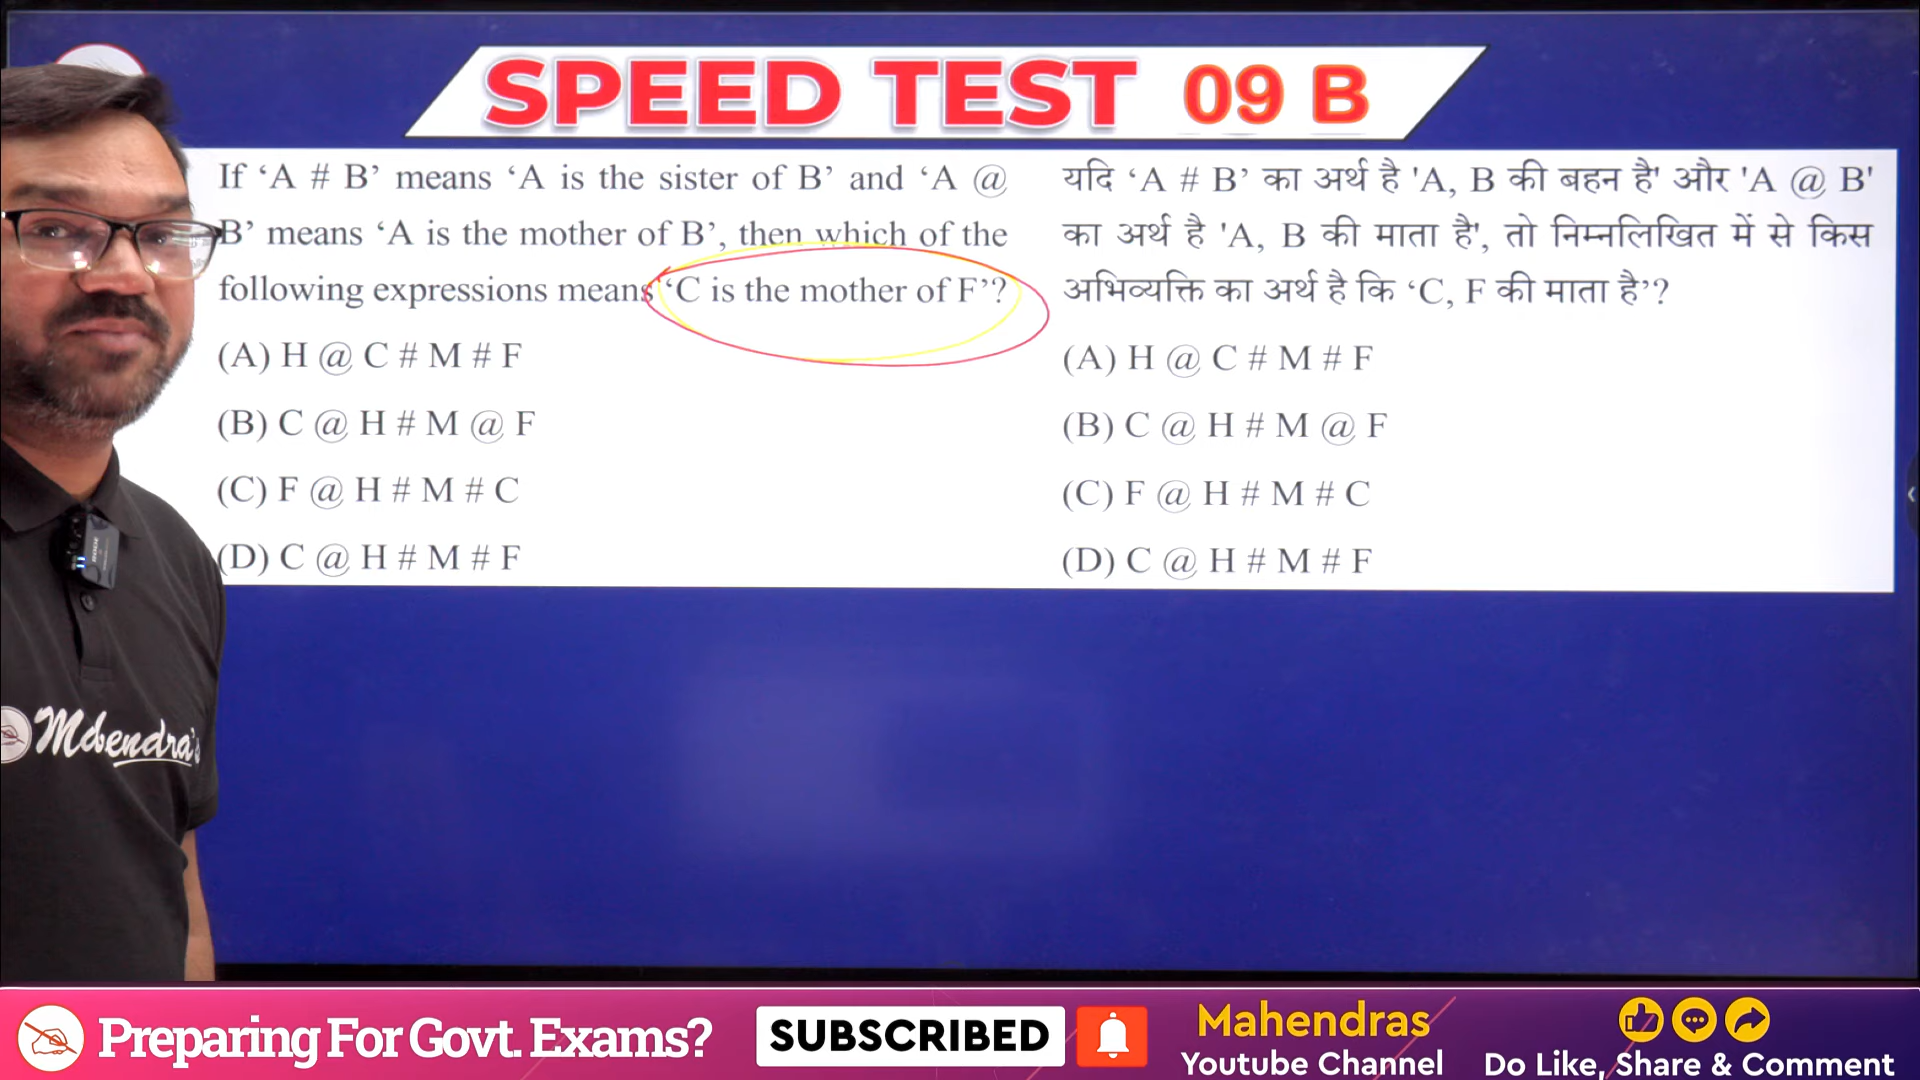 SPEED TEST 09 B
If ‘A # B’ means ‘A is the sister of B’ and ‘A @
B’ means ‘A is the mother of B’, then which of the
following expressions means ‘C is the mother of F’?
(A) H @ C # M # F
(B) C @ H # M @ F
(C) F @ H # M # C
(D) C @ H # M # F
यदि ‘A # B’ का अर्थ है 'A, B की बहन है' और 'A @ B'
का अर्थ है 'A, B की माता है', तो निम्नलिखित में से किस
अभिव्यक्ति का अर्थ है कि ‘C, F की माता है’?
(A) H @ C # M # F
(B) C @ H # M @ F
(C) F @ H # M # C
(D) C @ H # M # F
Preparing For Govt. Exams?
SUBSCRIBED
Mahendras
Youtube Channel
Do Like, Share & Comment